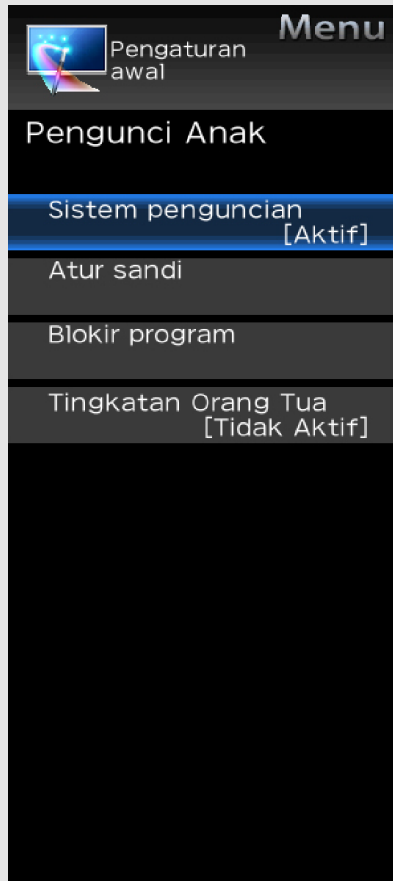 Menu
Pengaturan
awal
Pengunci Anak
Sistem penguncian
[Aktif]
Atur sandi
Blokir program
Tingkatan Orang Tua
[Tidak Aktif]